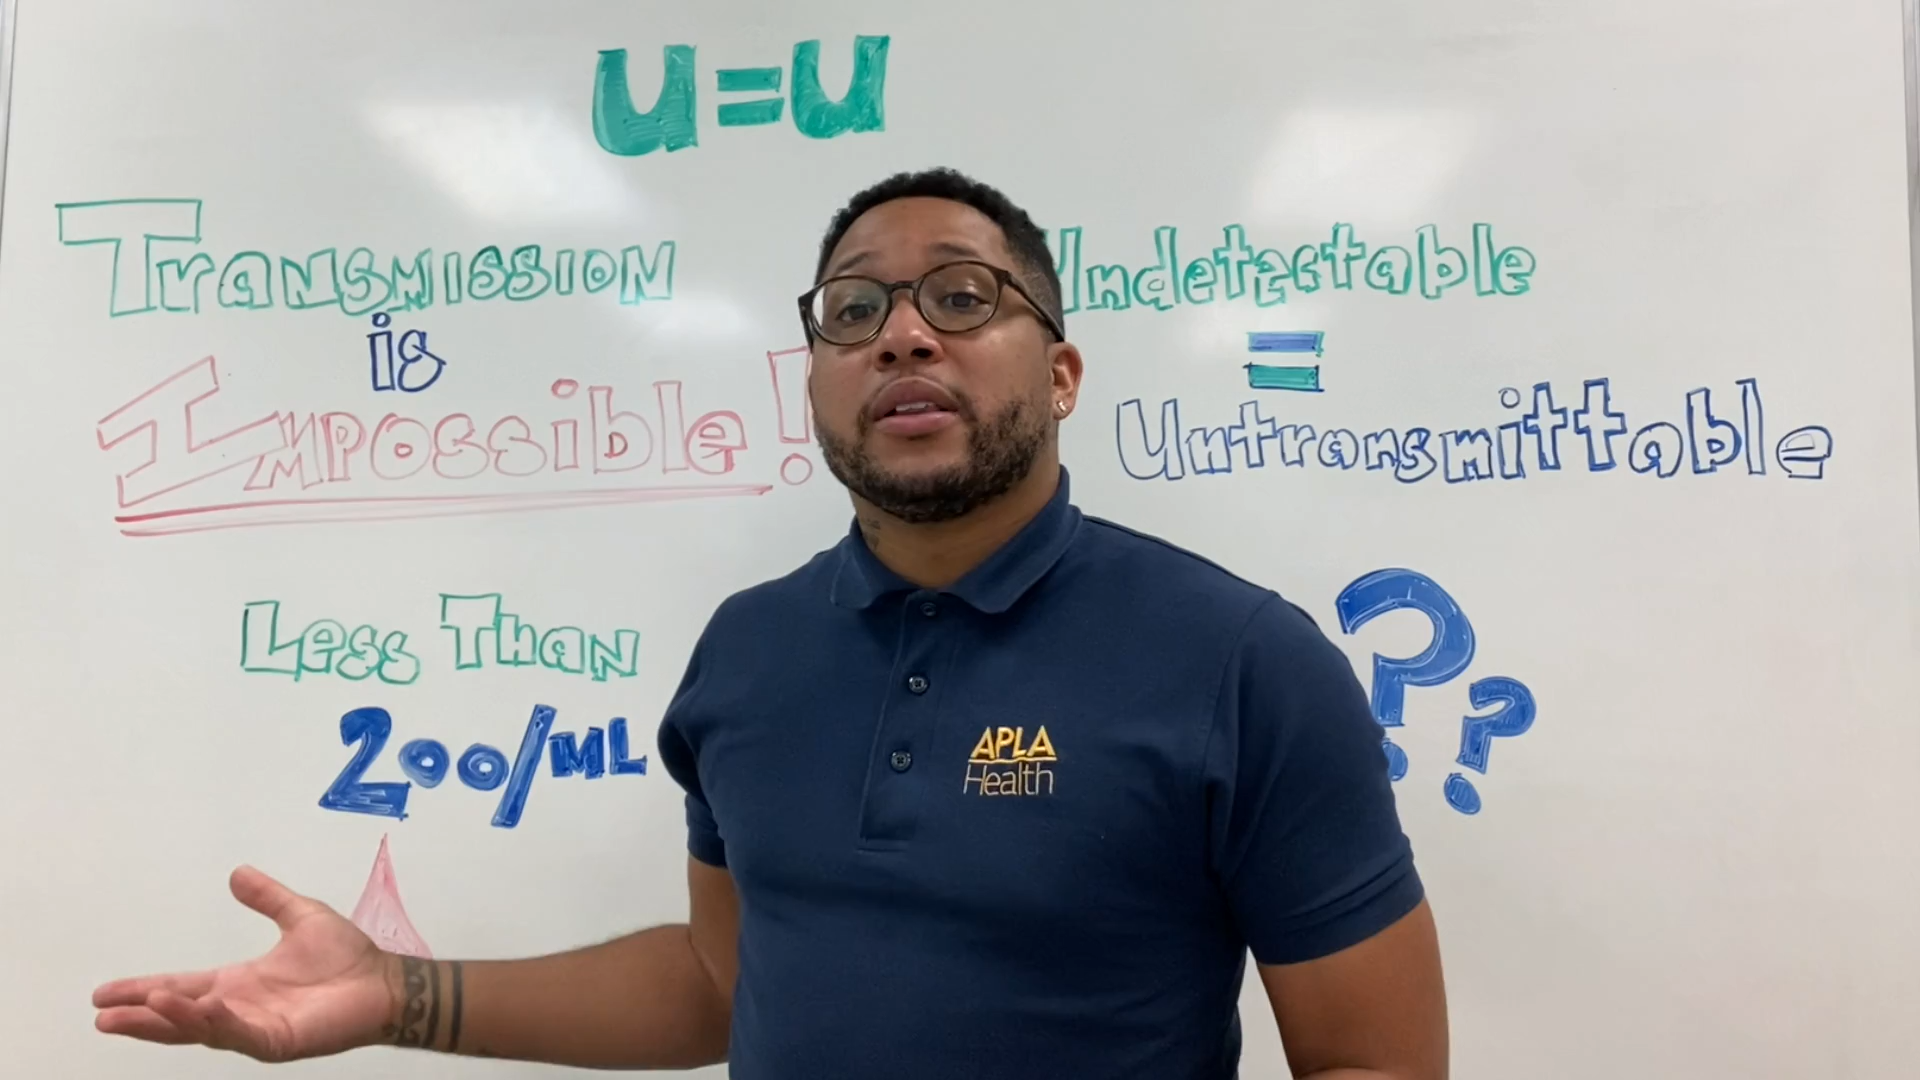 U=U
Transmission
is
Impossible!
Undetectable
=
Untransmittable
Less Than
200/ML
??
APLA
Health